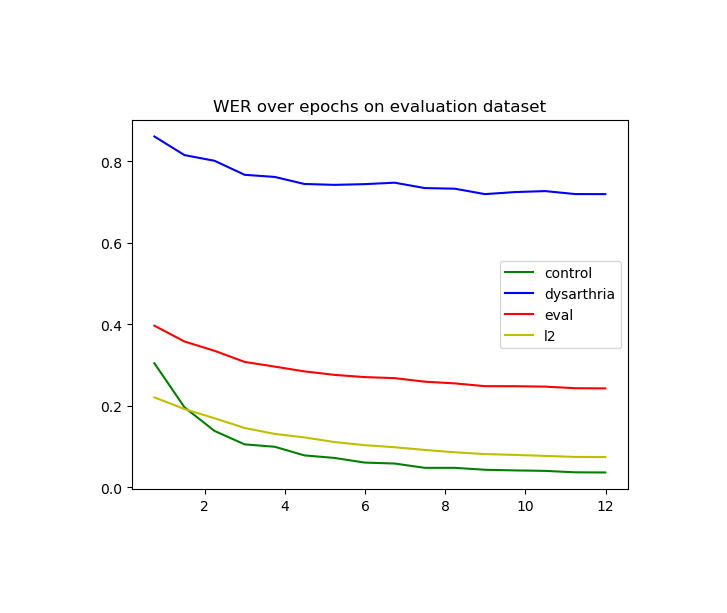 WER over epochs on evaluation dataset
0.8
0.6
0.4
0.2
0.0
control
dysarthria
eval
l2
2 4 6 8 10 12